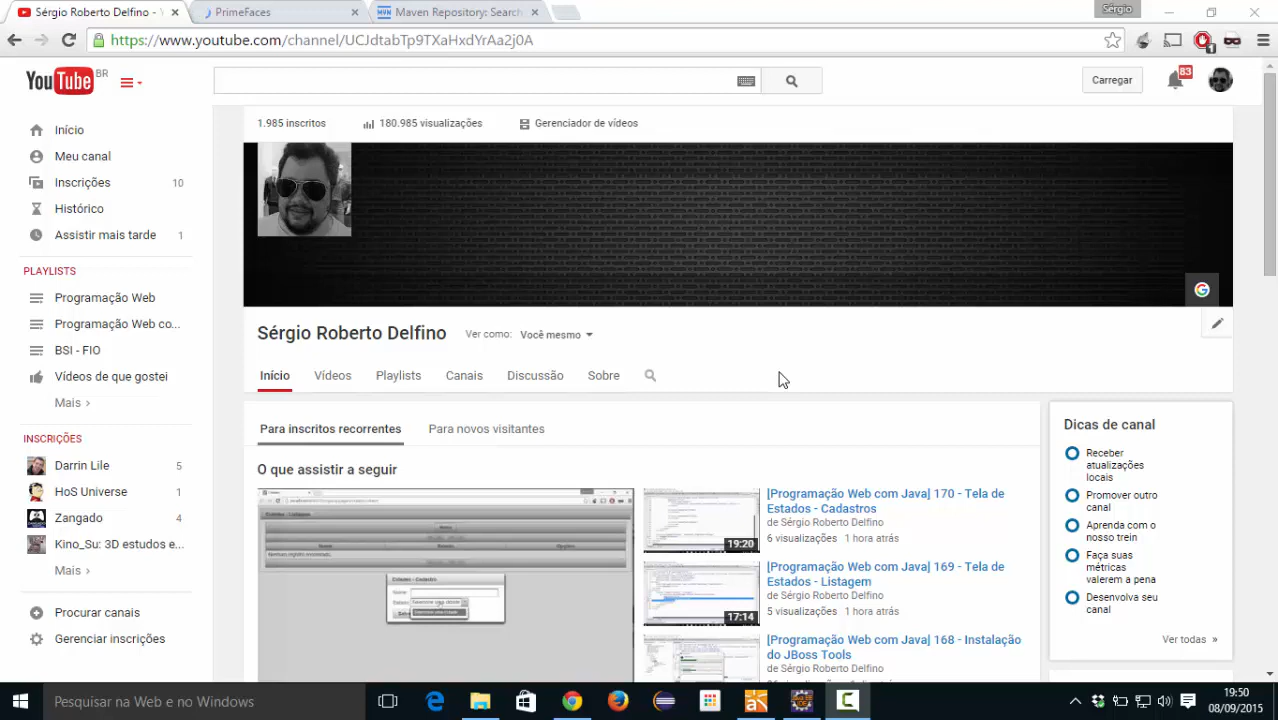 Sérgio Roberto Delfino -
PrimeFaces
Maven Repository: Search
Sérgio
https://www.youtube.com/channel/UCJdtabTp9TXaHxdYrAa2j0A
YouTube BR
Carregar
83
Início
Meu canal
Inscrições 10
Histórico
Assistir mais tarde 1
PLAYLISTS
Programação Web
Programação Web co...
BSI - FIO
Vídeos de que gostei
Mais ›
INSCRIÇÕES
Darrin Lile 5
HoS Universe 1
Zangado 4
Kino_Su: 3D estudos e...
Mais ›
Procurar canais
Gerenciar inscrições
1.985 inscritos
180.985 visualizações
Gerenciador de vídeos
Sérgio Roberto Delfino
Ver como: Você mesmo
Início
Vídeos
Playlists
Canais
Discussão
Sobre
Para inscritos recorrentes
Para novos visitantes
O que assistir a seguir
19:20
[Programação Web com Java] 170 - Tela de
Estados - Cadastros
de Sérgio Roberto Delfino
6 visualizações 1 hora atrás
17:14
[Programação Web com Java] 169 - Tela de
Estados - Listagem
de Sérgio Roberto Delfino
5 visualizações 1 hora atrás
[Programação Web com Java] 168 - Instalação
do JBoss Tools
de Sérgio Roberto Delfino
Dicas de canal
Receber
atualizações
locais
Promover outro
canal
Aprenda com o
nosso trein
Faça suas
métricas
valerem a pena
Desenvolva seu
canal
Ver todas »
Pesquisar na Web e no Windows
19:50
08/09/2015